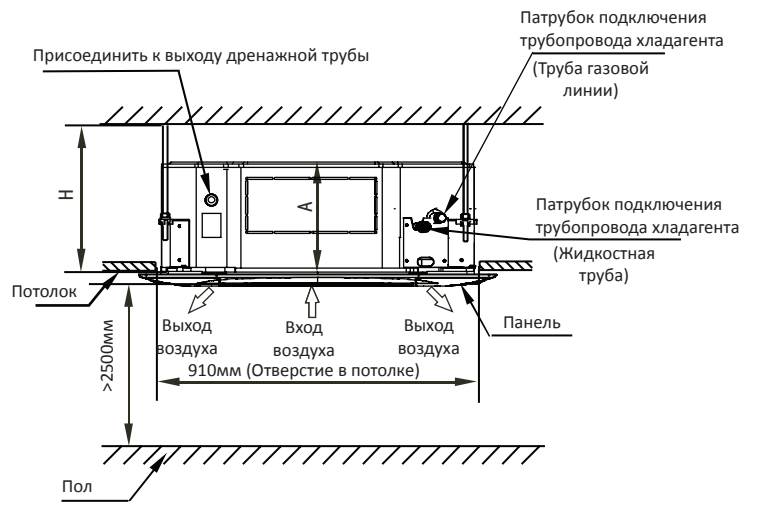 Патрубок подключения
трубопровода хладагента
(Труба газовой
линии)
Присоединить к выходу дренажной трубы
H
A
Патрубок подключения
трубопровода хладагента
(Жидкостная
труба)
Потолок
Панель
Выход
воздуха
Вход
воздуха
Выход
воздуха
>2500мм
910мм (Отверстие в потолке)
Пол